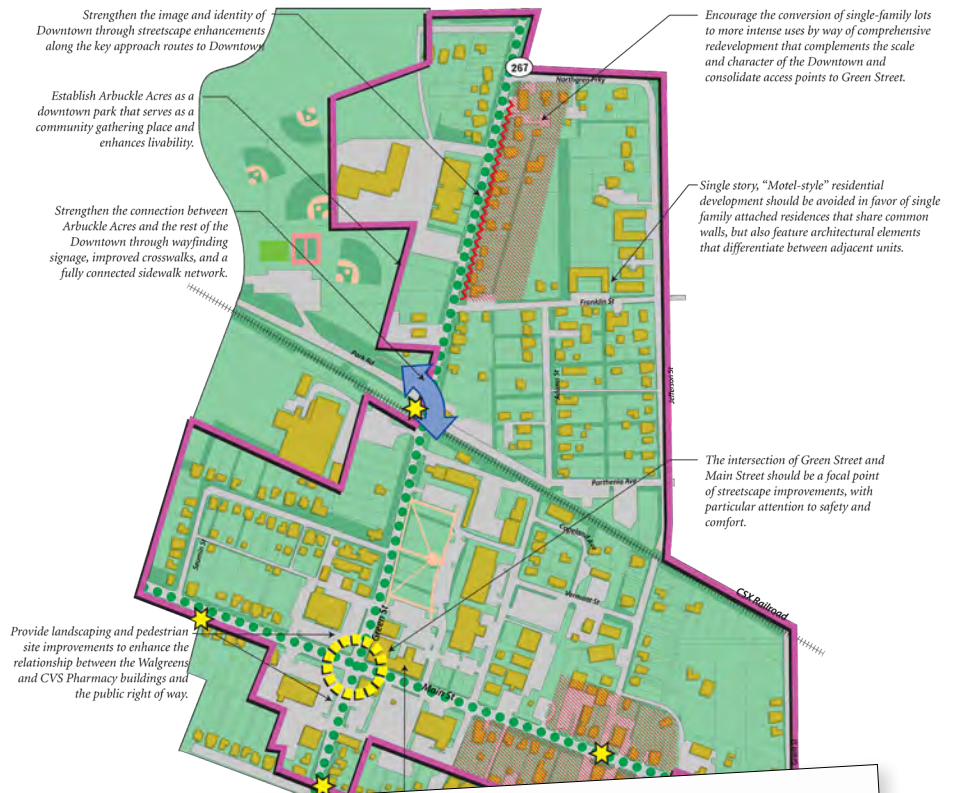 Strengthen the image and identity of
Downtown through streetscape enhancements
along the key approach routes to Downtown
Establish Arbuckle Acres as a
downtown park that serves as a
community gathering place and
enhances livability.
Strengthen the connection between
Arbuckle Acres and the rest of the
Downtown through wayfinding
signage, improved crosswalks, and a
fully connected sidewalk network.
Provide landscaping and pedestrian
site improvements to enhance the
relationship between the Walgreens
and CVS Pharmacy buildings and
the public right of way.
Encourage the conversion of single-family lots
to more intense uses by way of comprehensive
redevelopment that complements the scale
and character of the Downtown and
consolidate access points to Green Street.
Single story, “Motel-style” residential
development should be avoided in favor of single
family attached residences that share common
walls, but also feature architectural elements
that differentiate between adjacent units.
The intersection of Green Street and
Main Street should be a focal point
of streetscape improvements, with
particular attention to safety and
comfort.
267
Northgreen Pkwy
Franklin St
Park Rd
Adams St
Jefferson St
Parthenia Ave
Copeland Ave
Vermont St
CSX Railroad
Green St
Main St